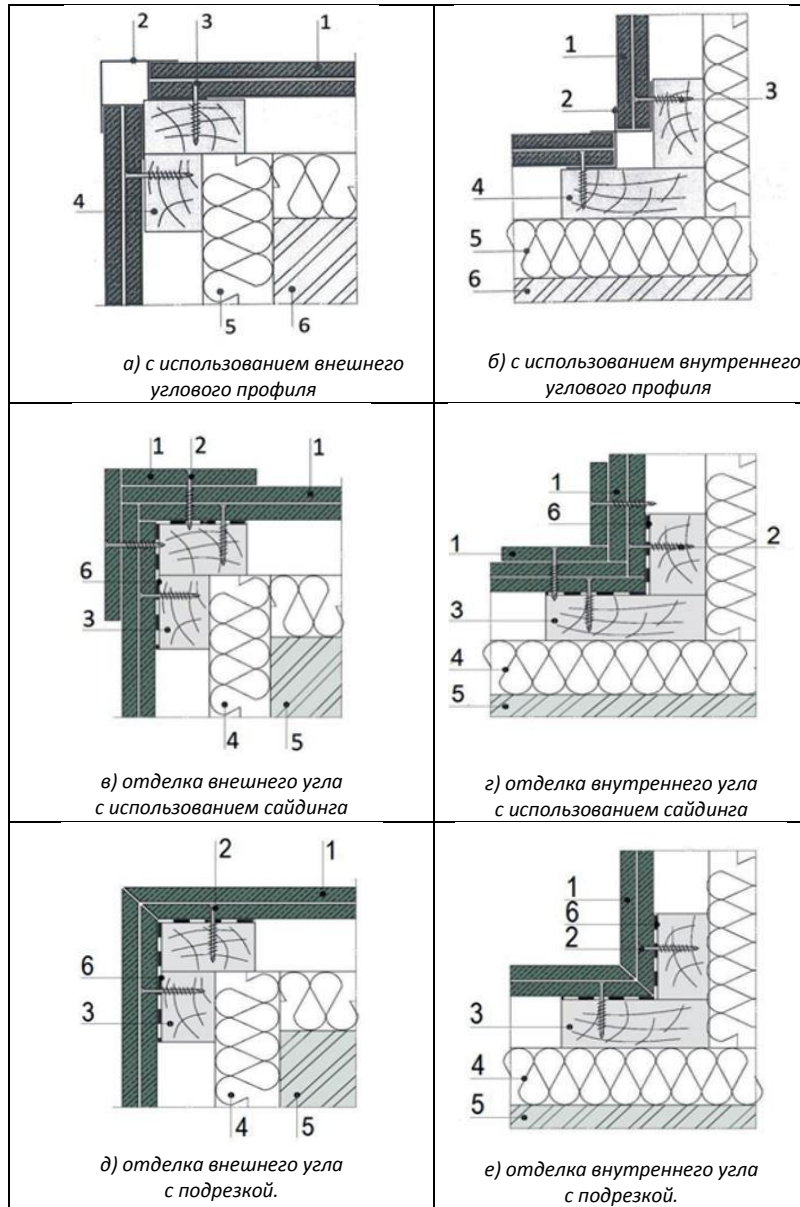 2 3 1
4
5 6
а) с использованием внешнего
углового профиля
1
2 3
4
5
6
б) с использованием внутреннего
углового профиля
1 2 1
6
3
4 5
в) отделка внешнего угла
с использованием сайдинга
1
6
1 2
3
4
5
г) отделка внутреннего угла
с использованием сайдинга
2 1
6
3
4 5
д) отделка внешнего угла
с подрезкой.
1
6
2
3
4
5
е) отделка внутреннего угла
с подрезкой.